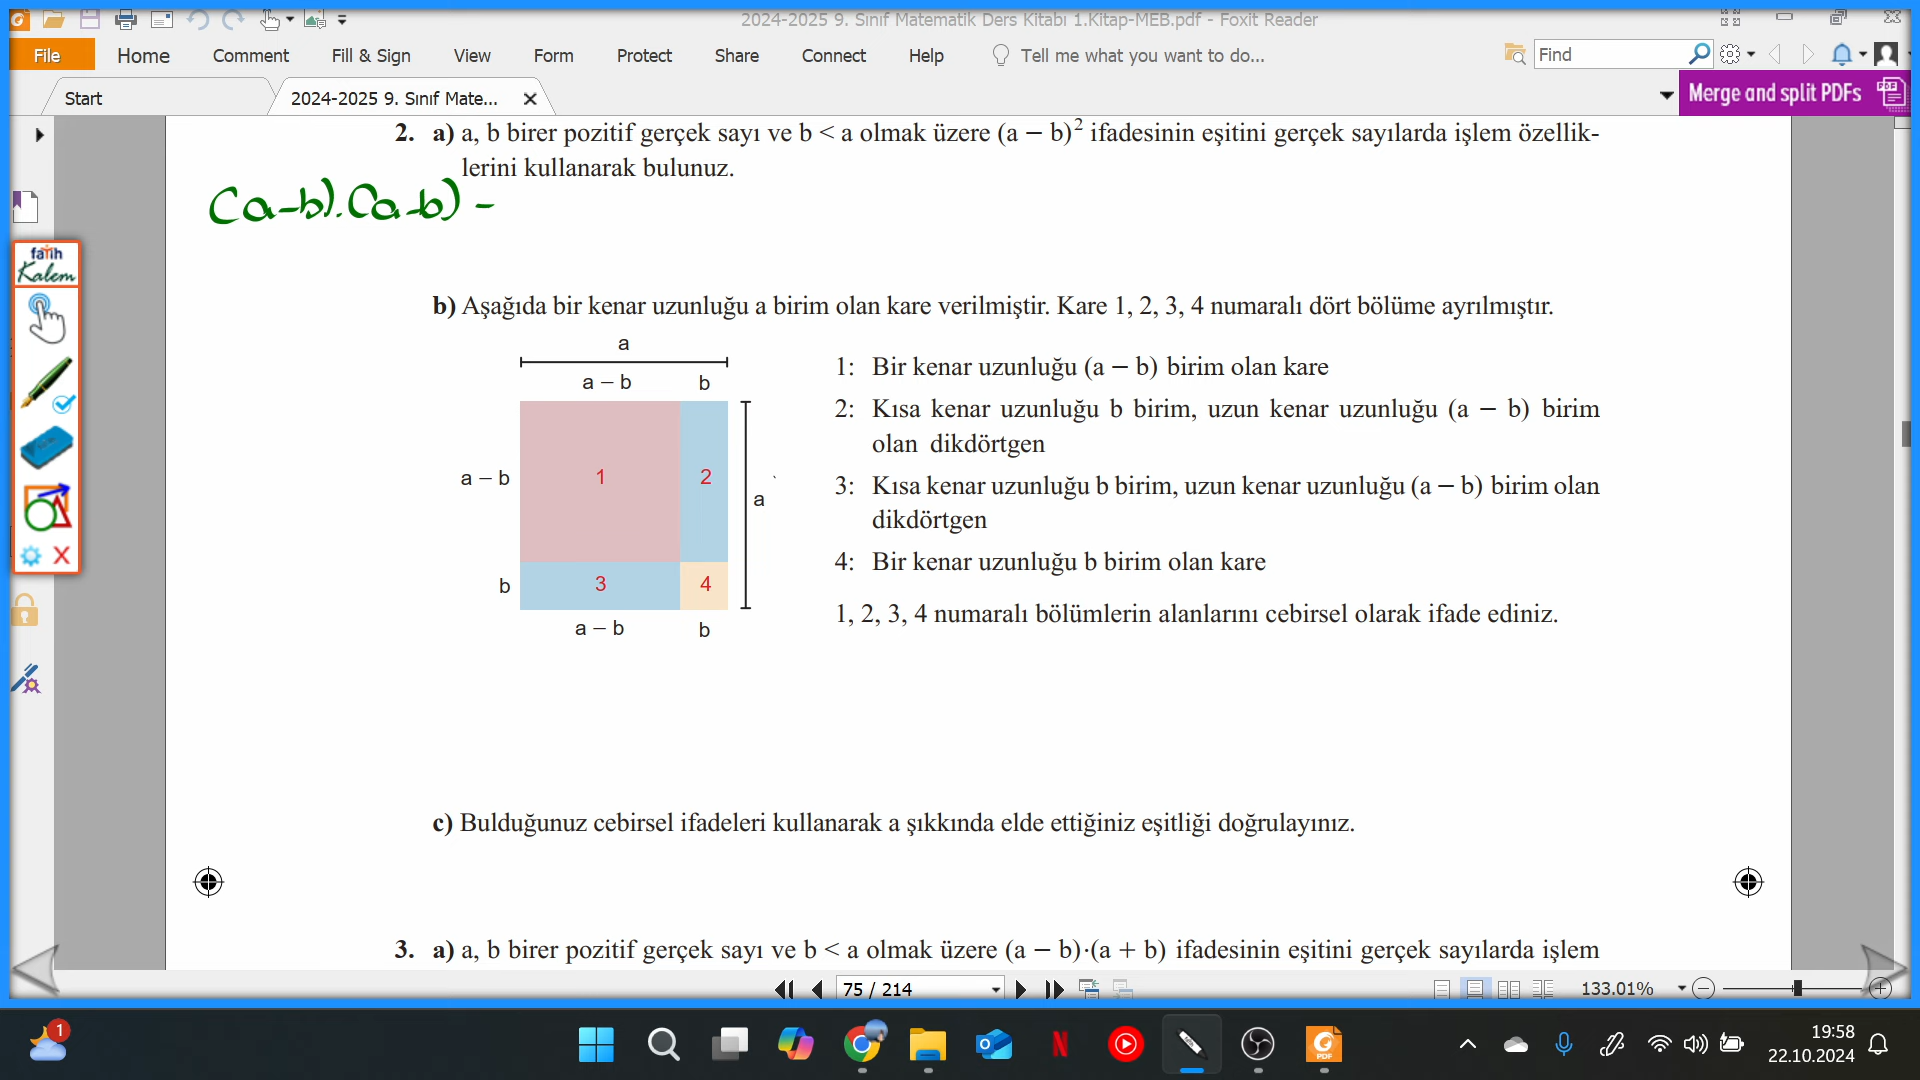 2024-2025 9. Sınıf Matematik Ders Kitabı 1.Kitap-MEB.pdf - Foxit Reader
File Home Comment Fill & Sign View Form Protect Share Connect Help Tell me what you want to do... Find
Start 2024-2025 9. Sınıf Mate... Merge and split PDFs
2. a) a, b birer pozitif gerçek sayı ve b < a olmak üzere (a − b)² ifadesinin eşitini gerçek sayılarda işlem özellik-
lerini kullanarak bulunuz.
(a-b).(a-b) -
fatih
Kalem
b) Aşağıda bir kenar uzunluğu a birim olan kare verilmiştir. Kare 1, 2, 3, 4 numaralı dört bölüme ayrılmıştır.
a
a − b b
a − b 1 2 a
b 3 4
a − b b
1: Bir kenar uzunluğu (a − b) birim olan kare
2: Kısa kenar uzunluğu b birim, uzun kenar uzunluğu (a − b) birim
olan dikdörtgen
3: Kısa kenar uzunluğu b birim, uzun kenar uzunluğu (a − b) birim olan
dikdörtgen
4: Bir kenar uzunluğu b birim olan kare
1, 2, 3, 4 numaralı bölümlerin alanlarını cebirsel olarak ifade ediniz.
c) Bulduğunuz cebirsel ifadeleri kullanarak a şıkkında elde ettiğiniz eşitliği doğrulayınız.
3. a) a, b birer pozitif gerçek sayı ve b < a olmak üzere (a − b)·(a + b) ifadesinin eşitini gerçek sayılarda işlem
75 / 214 133.01%
1 19:58
22.10.2024